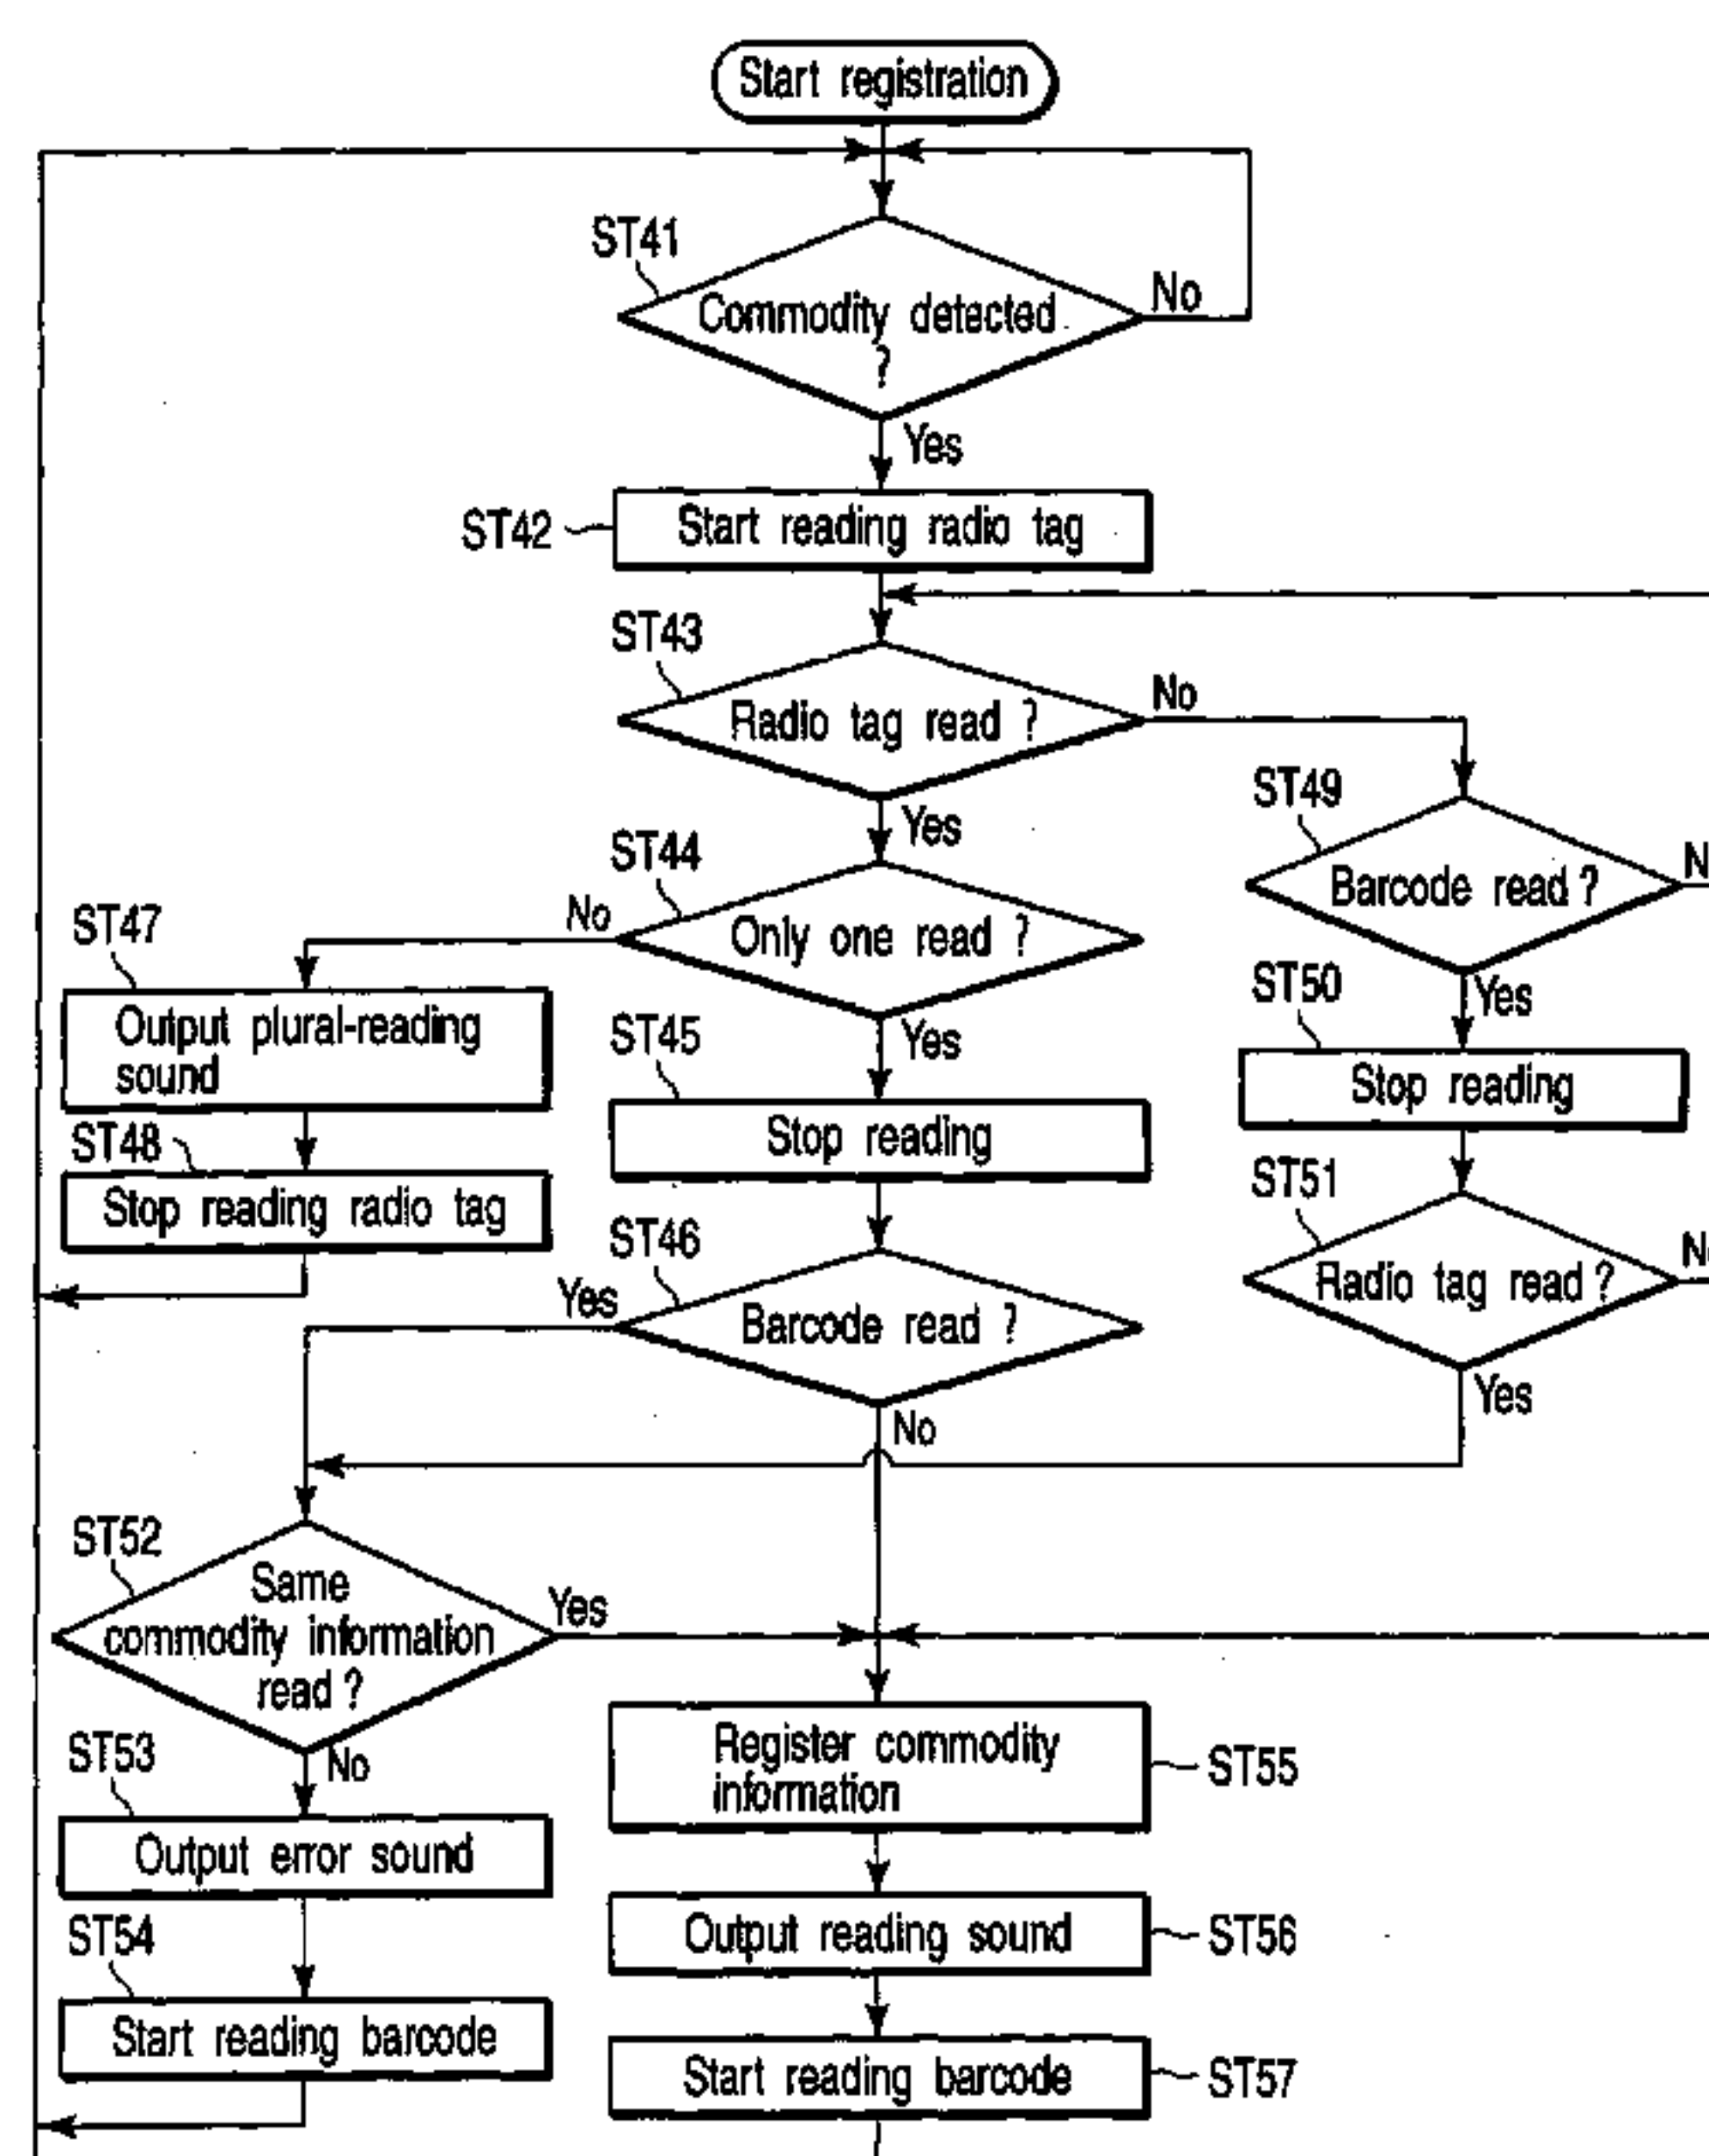 Start registration
ST41
Commodity detected
?
No
Yes
ST42
Start reading radio tag
ST43
Radio tag read ?
No
Yes
ST49
Barcode read ?
ST44
Only one read ?
No
Yes
ST47
Output plural-reading
sound
ST50
Yes
Stop reading
ST45
Stop reading
ST48
Stop reading radio tag
ST51
Radio tag read ?
Yes
ST46
Barcode read ?
Yes
No
ST52
Same
commodity information
read ?
Yes
No
ST55
Register commodity
information
ST53
Output error sound
ST56
Output reading sound
ST54
Start reading barcode
ST57
Start reading barcode